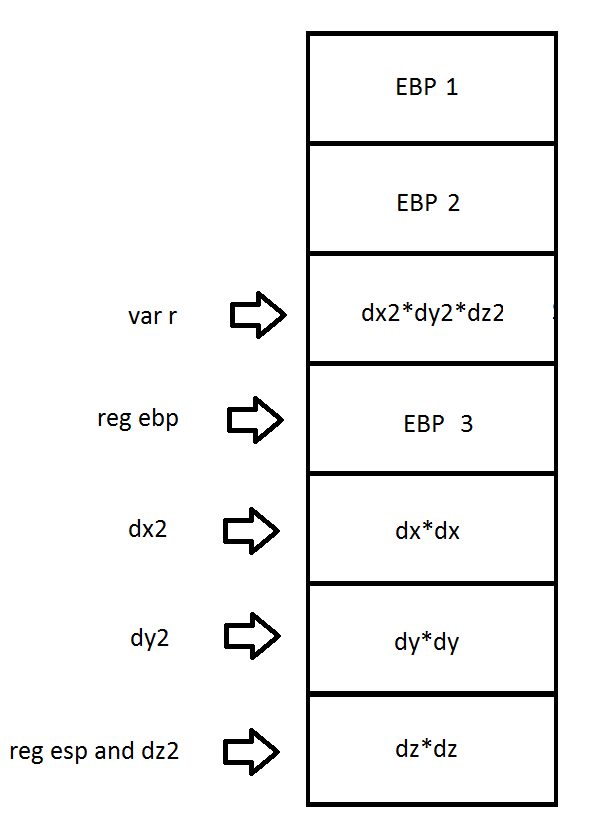 EBP 1
EBP 2
var r dx2*dy2*dz2
reg ebp EBP 3
dx2 dx*dx
dy2 dy*dy
reg esp and dz2 dz*dz